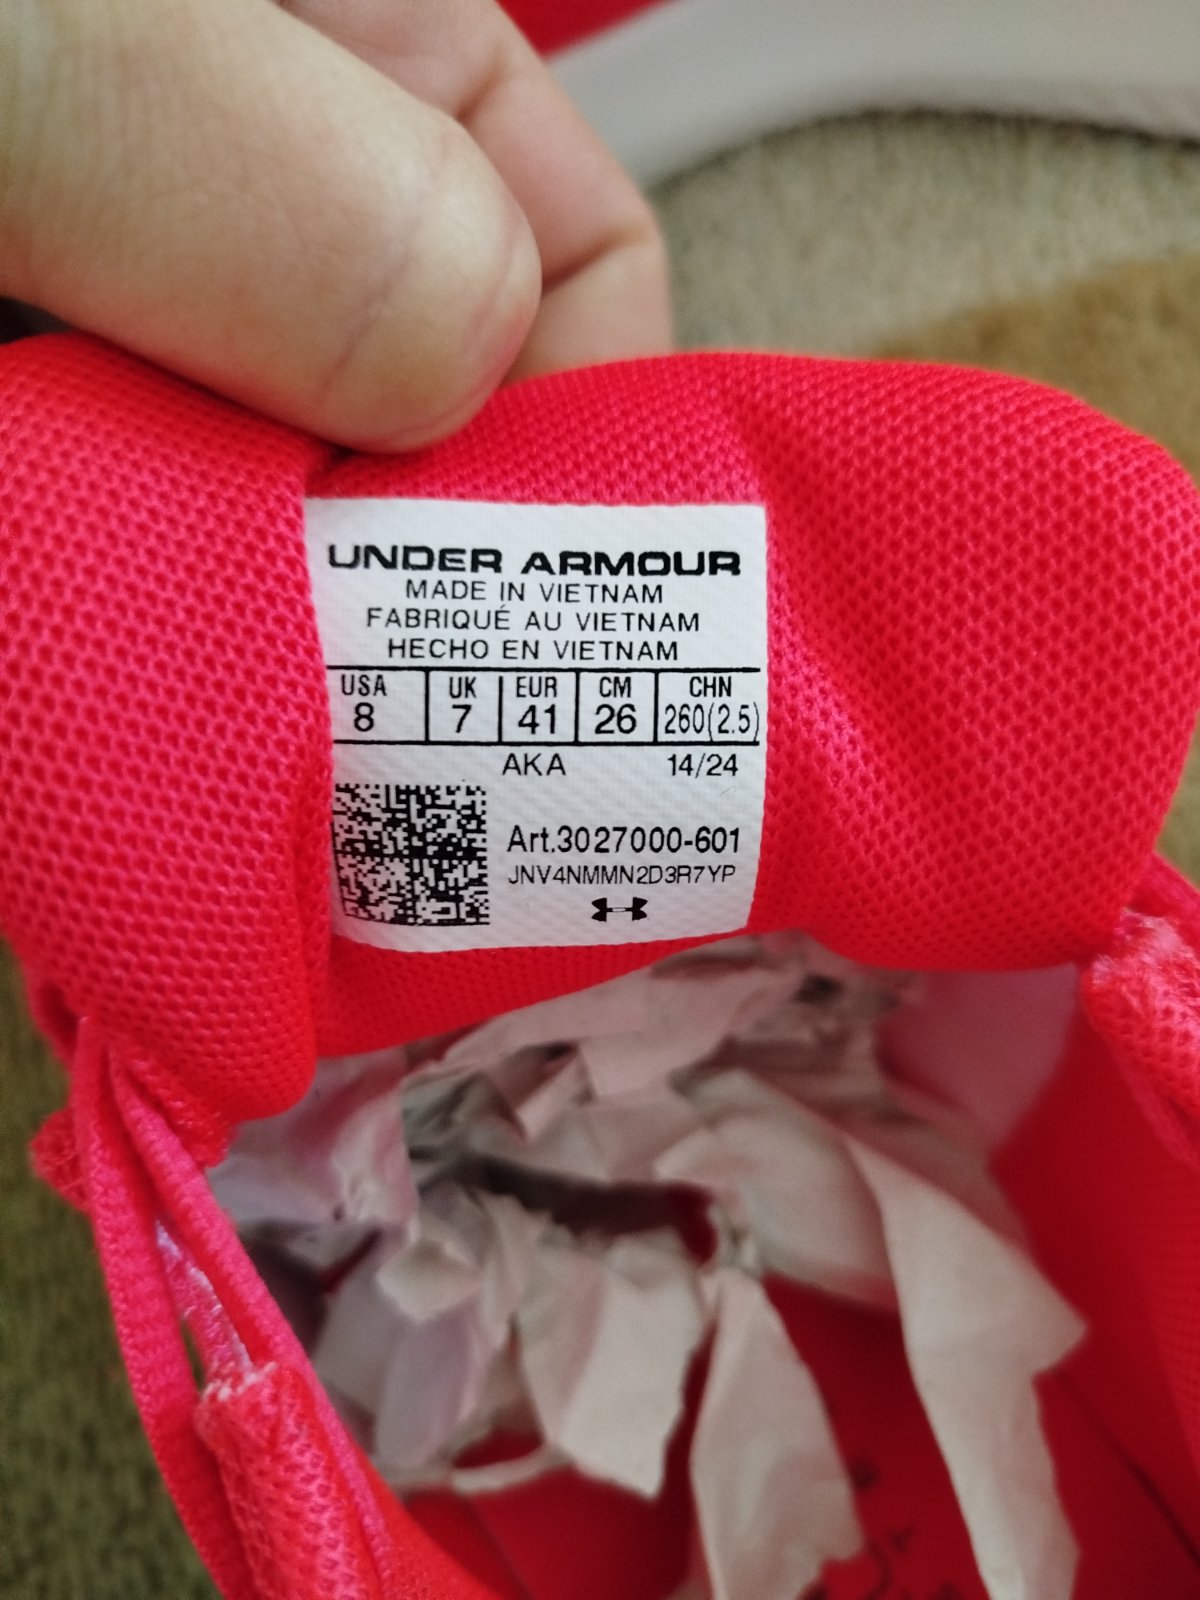 UNDER ARMOUR
MADE IN VIETNAM
FABRIQUÉ AU VIETNAM
HECHO EN VIETNAM
USA UK EUR CM CHN
8 7 41 26 260(2.5)
AKA 14/24
Art.3027000-601
JNV4NMMN2D3R7YP